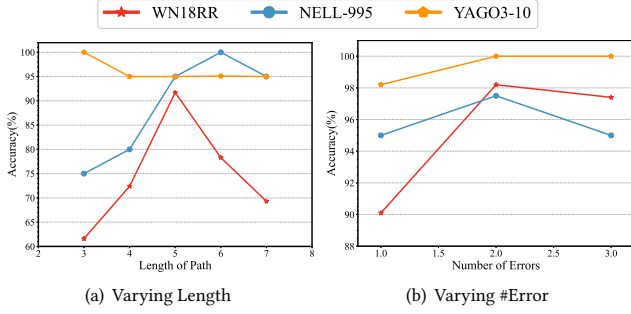 WN18RR NELL-995 YAGO3-10
Accuracy(%)
100
95
90
85
80
75
70
65
60
2 3 4 5 6 7 8
Length of Path
(a) Varying Length
Accuracy(%)
100
98
96
94
92
90
88
1.0 1.5 2.0 2.5 3.0
Number of Errors
(b) Varying #Error